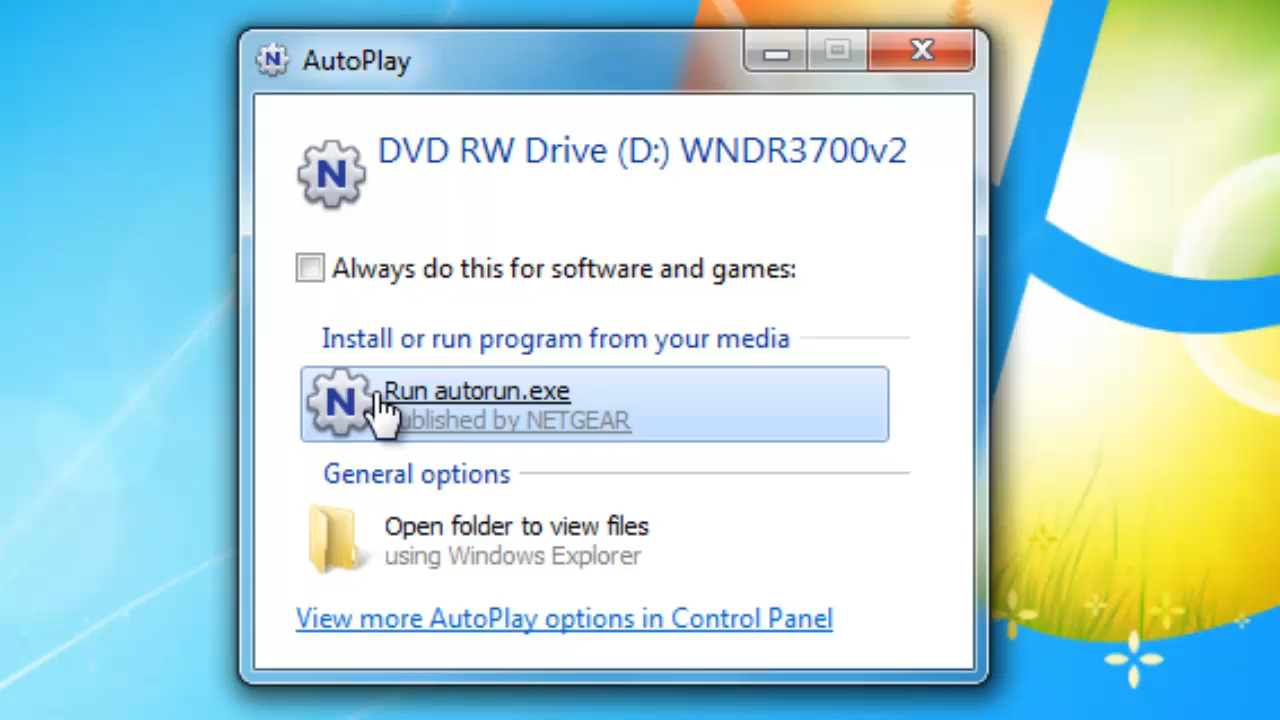 AutoPlay
DVD RW Drive (D:) WNDR3700v2
Always do this for software and games:
Install or run program from your media
N Run autorun.exe
ublished by NETGEAR
General options
Open folder to view files
using Windows Explorer
View more AutoPlay options in Control Panel